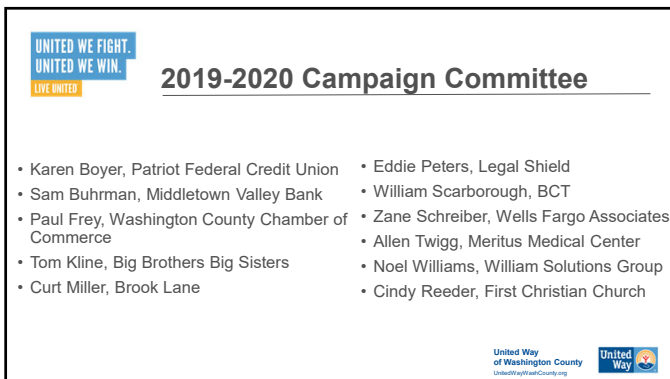 UNITED WE FIGHT.
UNITED WE WIN.
LIVE UNITED
2019-2020 Campaign Committee
• Karen Boyer, Patriot Federal Credit Union
• Sam Buhrman, Middletown Valley Bank
• Paul Frey, Washington County Chamber of
Commerce
• Tom Kline, Big Brothers Big Sisters
• Curt Miller, Brook Lane
• Eddie Peters, Legal Shield
• William Scarborough, BCT
• Zane Schreiber, Wells Fargo Associates
• Allen Twigg, Meritus Medical Center
• Noel Williams, William Solutions Group
• Cindy Reeder, First Christian Church
United Way
of Washington County
UnitedWayWashCounty.org
United
Way